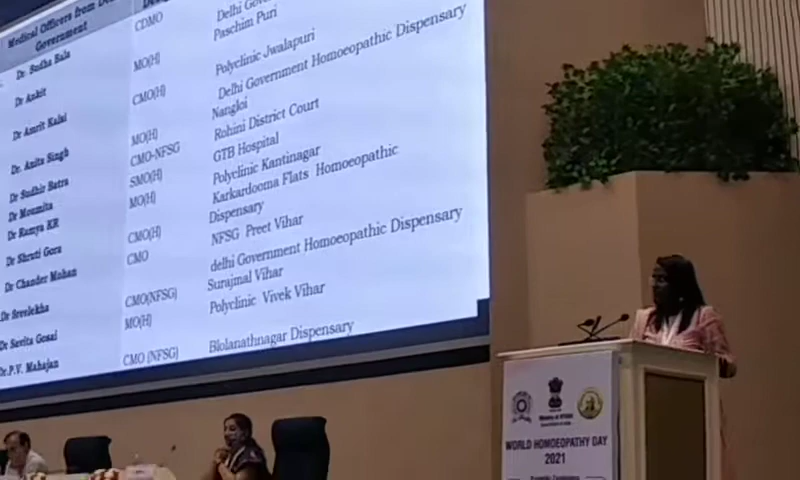 Medical Officers from
Government
CDMO
Delhi
Paschim Puri
Dr. Sudha Bala
MO(H)
Polyclinic Jwalapuri
Dr Ankit
CMO(H)
Delhi Government Homoeopathic Dispensary
Nangloi
Dr Amrit Kalsi
MO(H)
Rohini District Court
Dr. Anita Singh
CMO-NFSG
GTB Hospital
Dr Sudhir Batra
SMO(H)
Polyclinic Kantinagar
Dr Moumita
MO(H)
Karkardooma Flats Homoeopathic
Dispensary
Dr Ramya KR
CMO(H)
NFSG Preet Vihar
Dr Shruti Gora
CMO
delhi Government Homoeopathic Dispensary
Surajmal Vihar
Dr Chander Mohan
CMO(NFSG)
Polyclinic Vivek Vihar
Dr Sreelekha
MO(H)
Dr Savita Gosai
CMO (NFSG)
Blolanathnagar Dispensary
Dr.P.V. Mahajan
WORLD HOMOEOPATHY DAY
2021